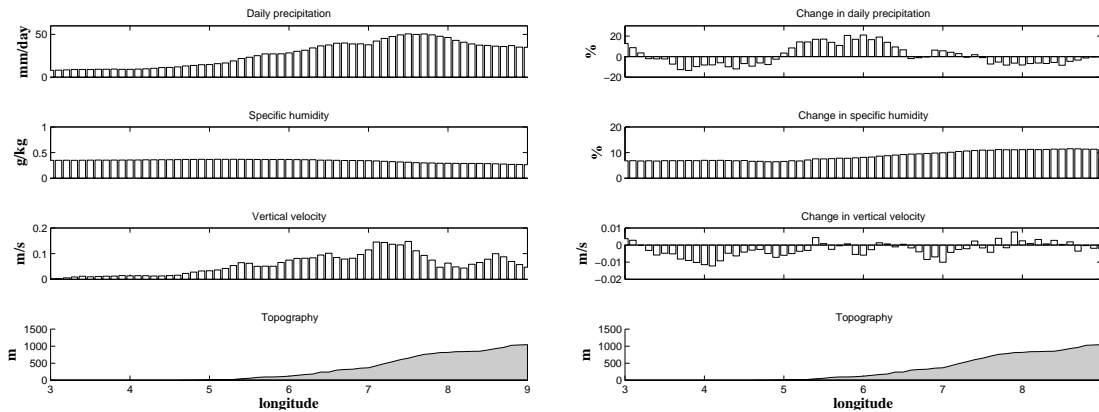 Daily precipitation
mm/day
50
0
Specific humidity
g/kg
1
0.5
0
Vertical velocity
m/s
0.2
0.1
0
Topography
m
1500
1000
500
0
3 4 5 6 7 8 9
longitude
Change in daily precipitation
%
20
0
−20
Change in specific humidity
%
20
10
0
Change in vertical velocity
m/s
0.01
0
−0.01
−0.02
Topography
m
1500
1000
500
0
3 4 5 6 7 8
longitude